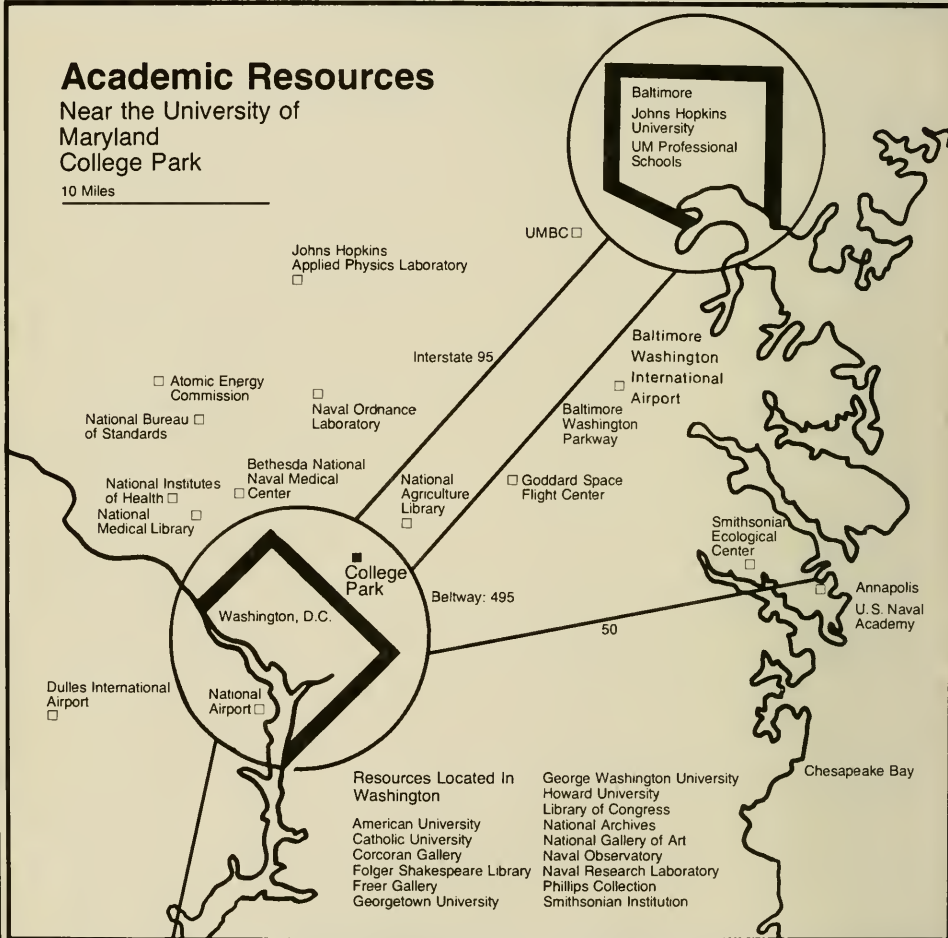 Academic Resources
Near the University of
Maryland
College Park
10 Miles
Baltimore
Johns Hopkins
University
UM Professional
Schools
UMBC
Johns Hopkins
Applied Physics Laboratory
Interstate 95
Baltimore
Washington
International
Airport
Atomic Energy
Commission
Naval Ordnance
Laboratory
Baltimore
Washington
Parkway
National Bureau
of Standards
Bethesda National
Naval Medical
Center
National
Agriculture
Library
Goddard Space
Flight Center
National Institutes
of Health
National
Medical Library
Smithsonian
Ecological
Center
College
Park
Beltway: 495
Annapolis
U.S. Naval
Academy
Washington, D.C.
50
Dulles International
Airport
National
Airport
Chesapeake Bay
Resources Located In
Washington
American University
Catholic University
Corcoran Gallery
Folger Shakespeare Library
Freer Gallery
Georgetown University
George Washington University
Howard University
Library of Congress
National Archives
National Gallery of Art
Naval Observatory
Naval Research Laboratory
Phillips Collection
Smithsonian Institution